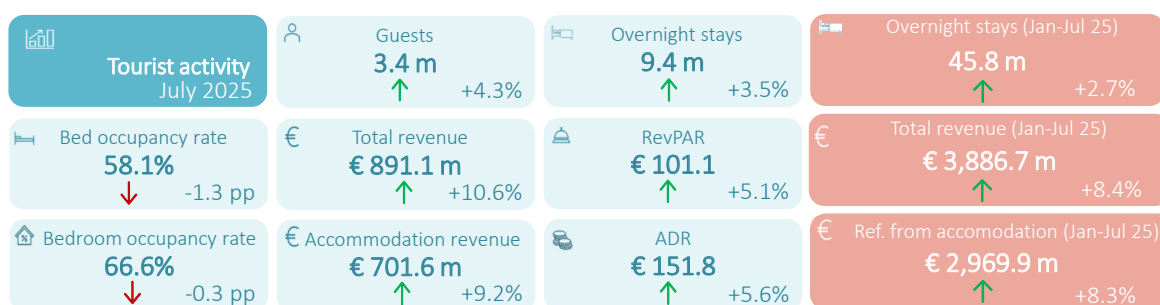 Tourist activity
July 2025
Guests
3.4 m
+4.3%
Overnight stays
9.4 m
+3.5%
Overnight stays (Jan-Jul 25)
45.8 m
+2.7%
Bed occupancy rate
58.1%
-1.3 pp
€
Total revenue
€ 891.1 m
+10.6%
RevPAR
€ 101.1
+5.1%
€
Total revenue (Jan-Jul 25)
€ 3,886.7 m
+8.4%
%
Bedroom occupancy rate
66.6%
-0.3 pp
€
Accommodation revenue
€ 701.6 m
+9.2%
ADR
€ 151.8
+5.6%
€
Ref. from accomodation (Jan-Jul 25)
€ 2,969.9 m
+8.3%